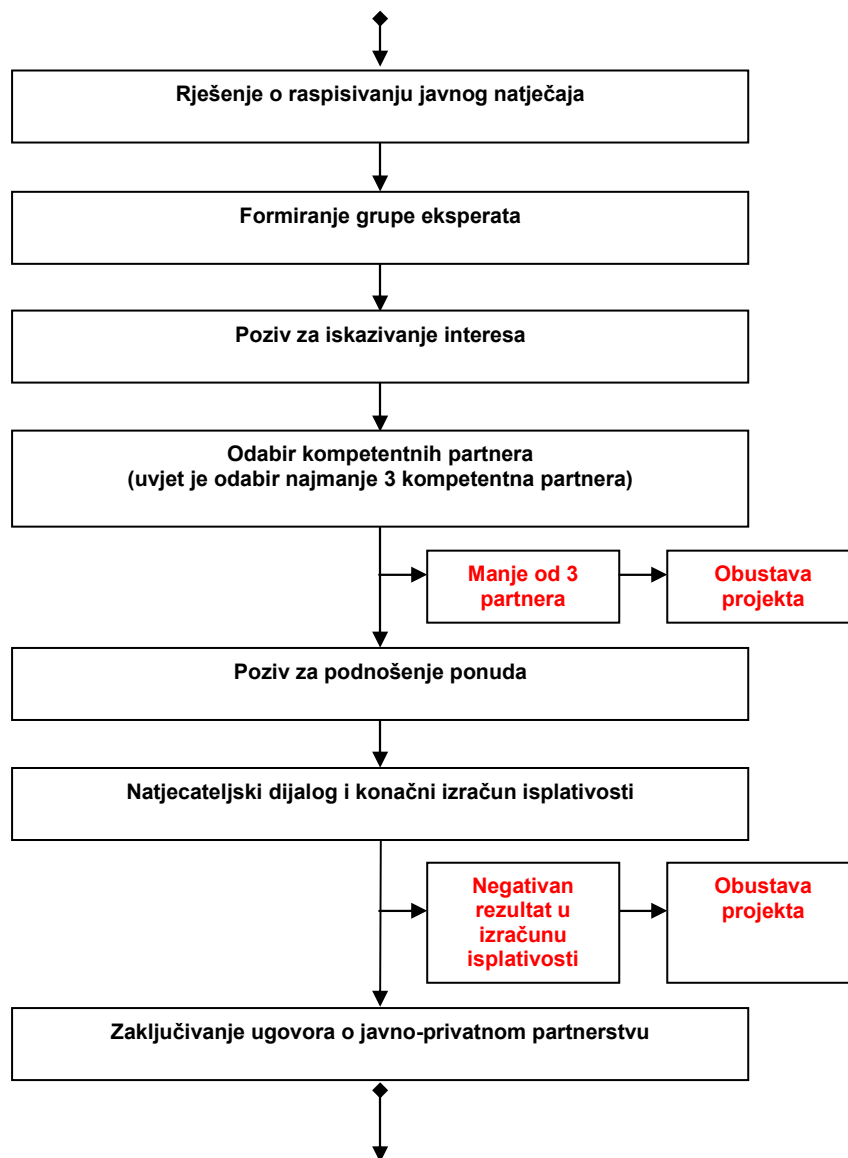 Rješenje o raspisivanju javnog natječaja
Formiranje grupe eksperata
Poziv za iskazivanje interesa
Odabir kompetentnih partnera
(uvjet je odabir najmanje 3 kompetentna partnera)
Manje od 3
partnera
Obustava
projekta
Poziv za podnošenje ponuda
Natjecateljski dijalog i konačni izračun isplativosti
Negativan
rezultat u
izračunu
isplativosti
Obustava
projekta
Zaključivanje ugovora o javno-privatnom partnerstvu